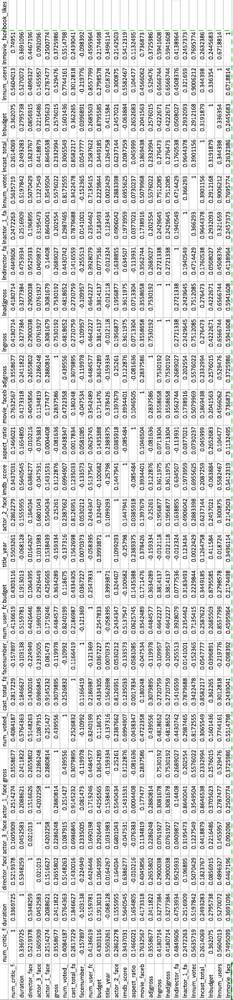 num_critic_f duration director_face actor_3_face actor_1_face gross num_voted_ cast_total_fa facenumber_ num_user_fo budget title_year actor_2_face imdb_score aspect_ratio movie_faceb adjgross lngross lnadjgross lndirector_fa lnactor_1_fa lnnum_voted lncast_total_ lnbudget lnnum_users lnmovie_facebook_likes
num_critic_f 1 0.3369725 0.5219378 0.1605909 0.2514274 0.3558677 0.4084187 0.2817229 -0.157897 0.4136619 0.4303116 0.5503261 0.2862279 0.3437031 0.1466021 0.7632567 0.3558677 0.4180714 0.4180714 0.4849606 0.2472263 0.5635719 0.2614069 0.362075 0.5604013 0.74951
duration 0.3369725 1 0.5348259 0.0452583 0.2088621 0.2411822 0.5764363 0.1846627 -0.103138 0.5159781 0.1913013 -0.068128 0.1555955 0.5640545 0.1654805 0.4173318 0.2411822 0.3277384 0.3277384 0.4753934 0.2516909 0.5197842 0.2493283 0.2795738 0.5270072 0.3691096
director_face 0.5219378 0.5348259 1 0.021013 0.1516626 0.2655802 0.5148263 0.1430016 -0.224949 0.4426446 0.1064395 0.0164267 0.164034 0.6386277 -0.010216 0.4045856 0.2655802 0.2900038 0.2900038 0.9525933 0.196895 0.5070429 0.1823767 0.0856915 0.4896327 0.4467196
actor_3_face 0.1605909 0.0452583 0.021013 1 0.4202258 0.2286248 0.1087915 0.6986845 0.2335005 0.1690198 0.2926449 0.1031983 0.6801043 -0.047531 -0.076383 0.1134819 0.2286248 0.0761927 0.0761927 0.0409872 0.3195473 0.1227549 0.4418879 0.2216486 0.1455957 0.092096
actor_1_face 0.2514274 0.2088621 0.1516627 0.4202258 1 0.2880814 0.251427 0.9145232 0.081473 0.1719246 0.4256565 0.1538439 0.5540434 0.1431531 0.0004408 0.177477 0.2880814 0.3081679 0.3081679 0.14408 0.8640041 0.3549504 0.8646538 0.3705623 0.2787477 0.2500774
gross 0.3558677 0.2411822 0.2655802 0.2286248 0.2880814 1 0.439556 0.3079895 -0.119978 0.4484577 0.3634289 -0.159334 0.25261 0.3122876 -0.081636 0.2837586 1 0.7530192 0.7530192 0.2689027 0.202554 0.5576022 0.2332994 0.2576015 0.529476 0.3725986
num_voted_ 0.4084187 0.5764363 0.5148263 0.1087915 0.251427 0.439556 1 0.2526832 -0.10992 0.8240199 0.118675 -0.137316 0.2387662 0.6994907 0.0438347 0.4722358 0.439556 0.4818652 0.4818652 0.4430742 0.2987465 0.8172555 0.3065549 0.1601436 0.7744161 0.5514798
cast_total_fa 0.2817229 0.1846627 0.1430016 0.6986845 0.9145232 0.3079895 0.2526832 1 0.1166419 0.2186987 0.4334305 0.1562698 0.8126951 0.1235033 0.0017834 0.180248 0.3079895 0.2720759 0.2720759 0.1416559 0.7879688 0.3422478 0.8582217 0.362265 0.3012818 0.2439041
facenumber_ -0.157897 -0.103138 -0.224949 0.2335005 0.081473 -0.119978 -0.10992 0.1166419 1 -0.121369 0.0367227 0.0070373 0.0530212 -0.133573 0.0581085 -0.047534 -0.119978 -0.109957 -0.109957 -0.255513 0.0141001 -0.152365 0.0547777 0.0396891 -0.219776 -0.098392
num_user_fo 0.4136619 0.5159781 0.4426446 0.1690198 0.1719246 0.4484577 0.8240199 0.2186987 -0.121369 1 0.2547833 -0.058395 0.2434347 0.5137547 0.0625745 0.3542489 0.4484577 0.4642227 0.4642227 0.3928079 0.2354462 0.7135415 0.2587622 0.2685503 0.8557799 0.4595964
budget 0.4303116 0.1913013 0.1064395 0.2926449 0.4256565 0.3634289 0.118675 0.4334305 0.0367227 0.2547833 1 0.3993871 0.324407 -0.100682 0.1435388 0.1711476 0.3634289 0.3814137 0.3814137 0.0777536 0.3183493 0.2229844 0.3449185 0.8795585 0.2798578 0.2174498
title_year 0.5503261 -0.068128 0.0164267 0.1031983 0.1538439 -0.159334 -0.137316 0.1562698 0.0070373 -0.058395 0.3993871 1 0.1099293 -0.25798 0.2389375 0.378426 -0.159334 -0.012118 -0.012118 -0.012324 0.123434 0.0022429 0.1264758 0.411584 0.018724 0.3496114
actor_2_face 0.2862278 0.1555955 0.164034 0.6801043 0.5540434 0.25261 0.2387662 0.8126951 0.0530212 0.2434347 0.324407 0.1099293 1 0.1447941 0.0385918 0.1397679 0.25261 0.1956877 0.1956877 0.1638855 0.4906042 0.2883398 0.6237144 0.2457021 0.300875 0.2142503
imdb_score 0.3437031 0.5640545 0.6386277 -0.047531 0.1431531 0.3122876 0.6994907 0.1235033 -0.133573 0.5137547 -0.100682 -0.25798 0.1447941 1 -0.085484 0.3934401 0.3122876 0.3611975 0.3611975 0.634507 0.1973959 0.6955625 0.2087259 -0.063884 0.5582467 0.5412319
aspect_ratio 0.1466021 0.1654805 -0.010216 -0.076383 0.0004408 -0.081636 0.0438347 0.0017834 0.0581085 0.0625745 0.1435388 0.2389375 0.0385918 -0.085484 1 0.1046505 -0.081636 0.0713304 0.0713304 -0.113931 0.0377021 0.0730237 0.045999 0.2652683 0.104477 0.1132495
movie_faceb 0.7632567 0.4173318 0.4045856 0.1134819 0.177477 0.2837586 0.4722358 0.180248 -0.047534 0.3542489 0.1711476 0.378426 0.1397679 0.3934401 0.1046504 1 0.2837586 0.3558658 0.3558658 0.3562744 0.1738916 0.5079969 0.1869438 0.2041563 0.4566062 0.736873
adjgross 0.3558677 0.2411822 0.2655802 0.2286248 0.2880814 1 0.439556 0.3079895 -0.119978 0.4484577 0.3634289 -0.159334 0.25261 0.3122876 -0.081636 0.2837586 1 0.7530192 0.7530192 0.2689027 0.202554 0.5576022 0.2332994 0.2576015 0.529476 0.3725986
lngross 0.4180714 0.3277384 0.2900038 0.0761927 0.3081678 0.7530192 0.4818652 0.2720759 -0.109957 0.4642227 0.3814137 -0.012118 0.1956877 0.3611975 0.0713304 0.3558658 0.7530192 1 1 0.2721338 0.2429645 0.7512085 0.276473 0.4222671 0.6566744 0.5941608
lnadjgross 0.4180714 0.3277384 0.2900038 0.0761927 0.3081678 0.7530192 0.4818652 0.2720759 -0.109957 0.4642227 0.3814137 -0.012118 0.1956877 0.3611975 0.0713304 0.3558658 0.7530192 1 1 0.2721338 0.2429645 0.7512085 0.276473 0.4222671 0.6566744 0.5941608
lndirector_fa 0.4849606 0.4753934 0.9525933 0.0409872 0.14408 0.2689027 0.4430742 0.1416559 -0.255513 0.3928079 0.0777536 -0.012324 0.1638855 0.634507 -0.113931 0.3562744 0.2689027 0.2721338 0.2721338 1 0.1940549 0.4714429 0.1760538 0.0508027 0.4508376 0.4138964
lnactor_1_fa 0.2472263 0.2516909 0.196895 0.3195473 0.8640041 0.202554 0.2987465 0.7879688 0.0141001 0.2354462 0.3183493 0.123434 0.4906042 0.1973959 0.0377021 0.1738916 0.202554 0.2429645 0.2429645 0.1940549 1 0.366293 0.9644378 0.2932093 0.321659 0.2457373
lnnum_voted 0.5635719 0.5197842 0.5070429 0.1227549 0.3549504 0.5576022 0.8172555 0.3422478 -0.152365 0.7135415 0.2229844 0.0022429 0.2883398 0.6955625 0.0730237 0.5079969 0.5576022 0.7512085 0.7512085 0.4714429 0.366293 1 0.3901156 0.2912168 0.9006212 0.7695774
lncast_total_ 0.2614069 0.2493283 0.1823767 0.4418879 0.8646538 0.2332994 0.3065549 0.8582217 0.0547777 0.2587622 0.3449185 0.1264758 0.6237144 0.2087259 0.045999 0.1869438 0.2332994 0.276473 0.276473 0.1760538 0.9644378 0.3901156 1 0.3191879 0.344398 0.2632386
lnbudget 0.362075 0.2795738 0.0856915 0.2216486 0.3705623 0.2576015 0.1601436 0.362265 0.0396891 0.2685503 0.8795585 0.411584 0.2457021 -0.063884 0.2652683 0.2041563 0.2576015 0.4222671 0.4222671 0.0508027 0.2932093 0.2912168 0.3191879 1 0.336354 0.2445683
lnnum_users 0.5604013 0.5270072 0.4896327 0.1455957 0.2787477 0.529476 0.7744161 0.3012818 -0.219776 0.8557799 0.2798578 0.018724 0.300875 0.5582467 0.104477 0.4566062 0.529476 0.6566744 0.6566744 0.4508376 0.321659 0.9006212 0.344398 0.336354 1 0.6718814
lnmovie_face 0.7495099 0.3691096 0.4467196 0.092096 0.2500774 0.3725986 0.5514798 0.2439041 -0.098392 0.4595964 0.2174498 0.3496114 0.2142503 0.5412319 0.1132495 0.736873 0.3725986 0.5941608 0.5941608 0.4138964 0.2457373 0.7695774 0.2632386 0.2445683 0.6718814 1